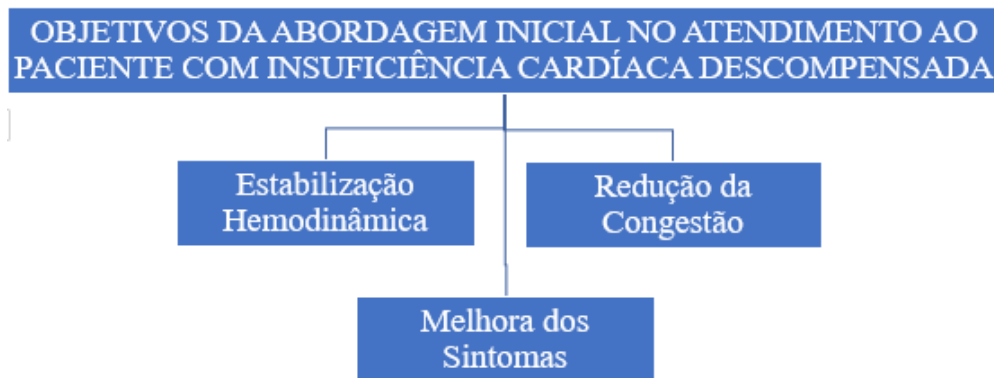 OBJETIVOS DA ABORDAGEM INICIAL NO ATENDIMENTO AO
PACIENTE COM INSUFICIÊNCIA CARDÍACA DESCOMPENSADA
Estabilização
Hemodinâmica
Redução da
Congestão
Melhora dos
Sintomas